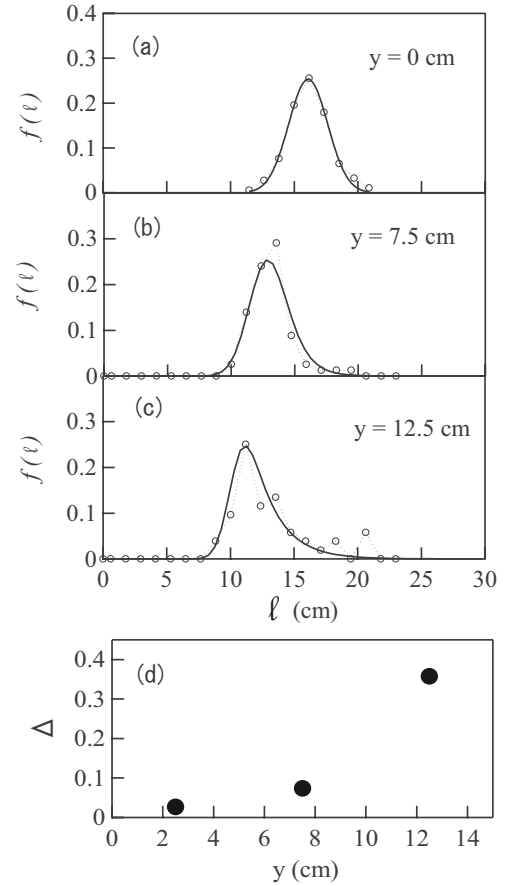 0.4
(a)
y = 0 cm
0.3
0.2
0.1
0
f(ℓ)
(b)
y = 7.5 cm
0.3
0.2
0.1
0
f(ℓ)
(c)
y = 12.5 cm
0.3
0.2
0.1
0
f(ℓ)
0 5 10 15 20 25 30
ℓ (cm)
0.4
(d)
0.3
0.2
0.1
0
Δ
0 2 4 6 8 10 12 14
y (cm)